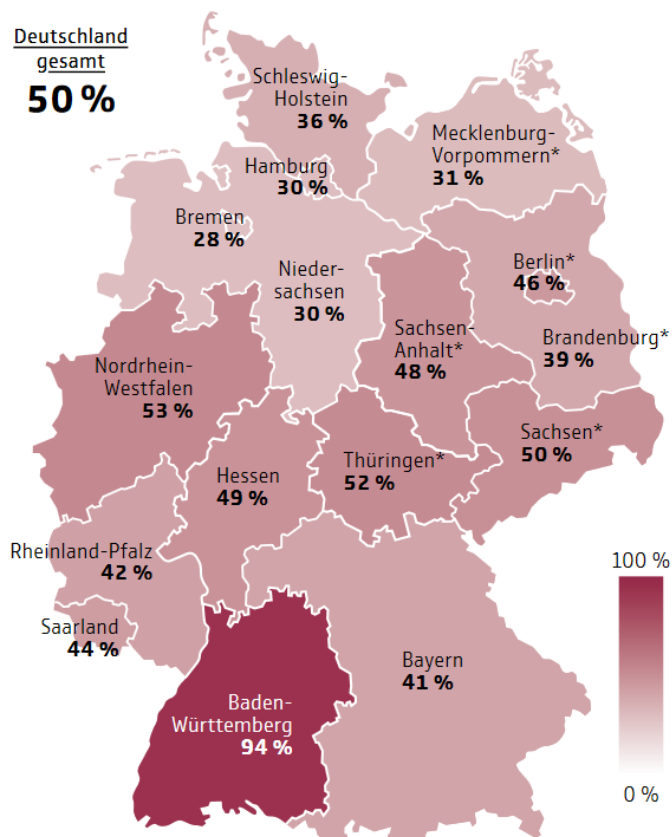 Deutschland
gesamt
50 %
Schleswig-
Holstein
36 %
Mecklenburg-
Vorpommern*
31 %
Hamburg
30 %
Bremen
28 %
Nieder-
sachsen
30 %
Berlin*
46 %
Sachsen-
Anhalt*
48 %
Brandenburg*
39 %
Nordrhein-
Westfalen
53 %
Hessen
49 %
Thüringen*
52 %
Sachsen*
50 %
Rheinland-Pfalz
42 %
Saarland
44 %
Bayern
41 %
Baden-
Württemberg
94 %
100 %
0 %